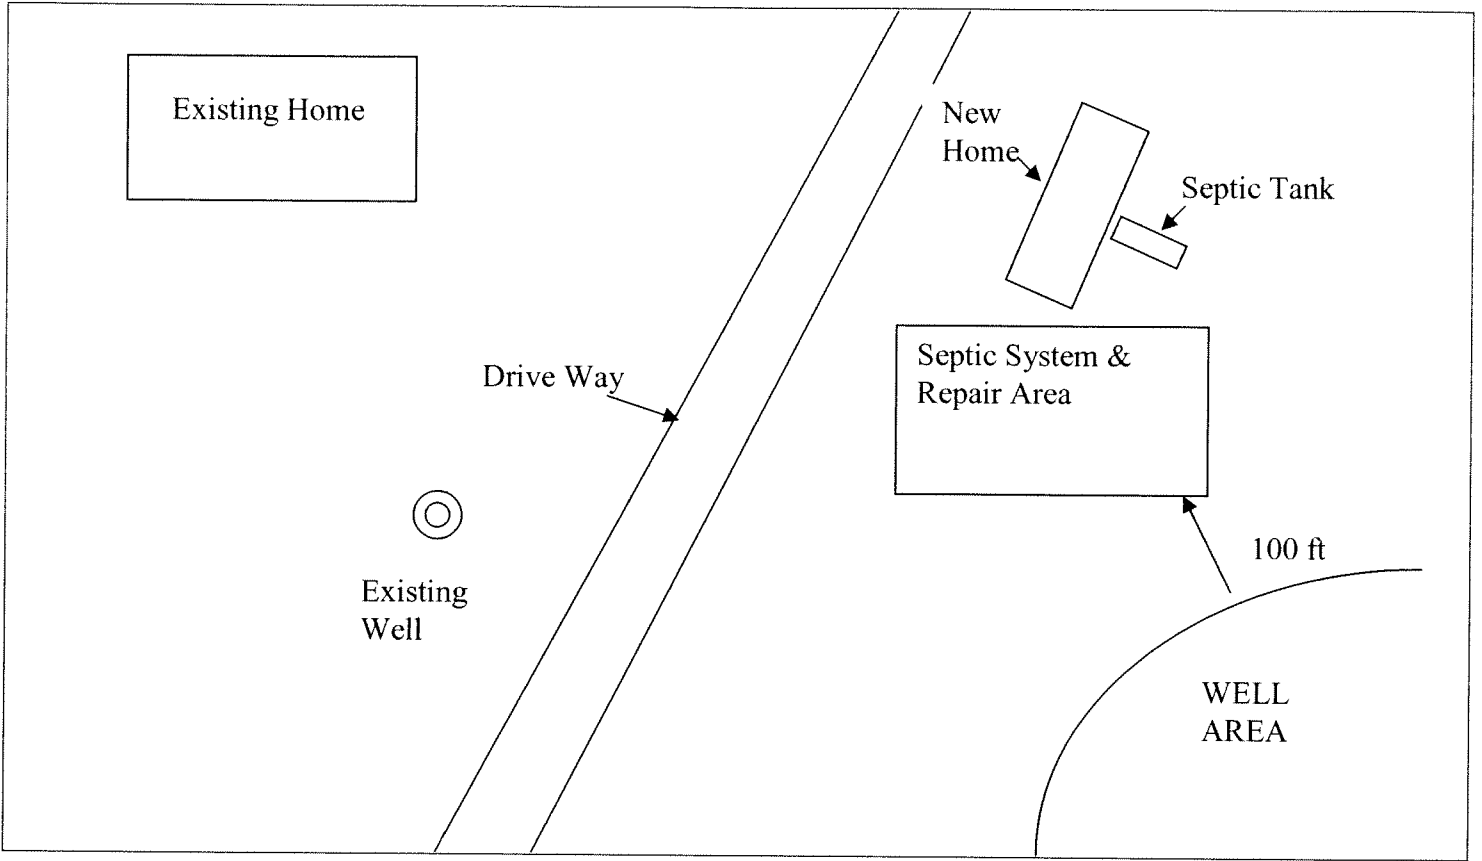 Existing Home
New
Home
Septic Tank
Septic System &
Repair Area
Drive Way
100 ft
Existing
Well
WELL
AREA